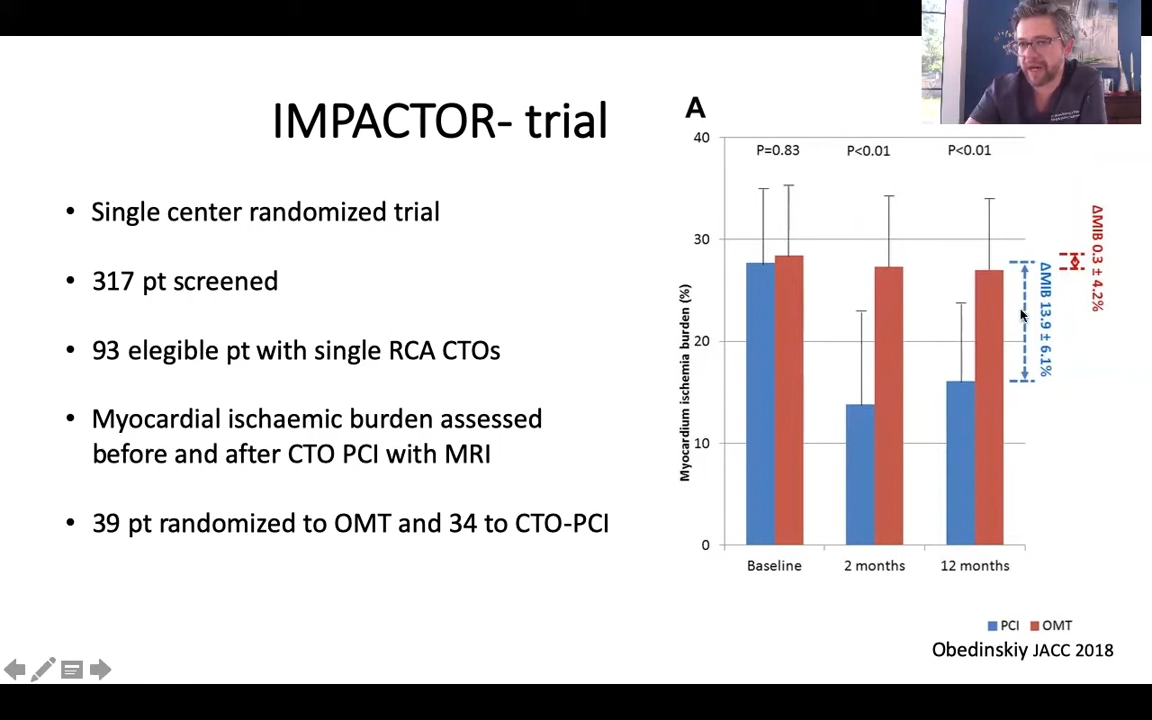 IMPACTOR- trial
• Single center randomized trial
• 317 pt screened
• 93 elegible pt with single RCA CTOs
• Myocardial ischaemic burden assessed
before and after CTO PCI with MRI
• 39 pt randomized to OMT and 34 to CTO-PCI
A
40
30
20
10
0
Myocardium ischemia burden (%)
P=0.83
P<0.01
P<0.01
ΔMIB 13.9 ± 6.1%
ΔMIB 0.3 ± 4.2%
Baseline
2 months
12 months
PCI
OMT
Obedinskiy JACC 2018